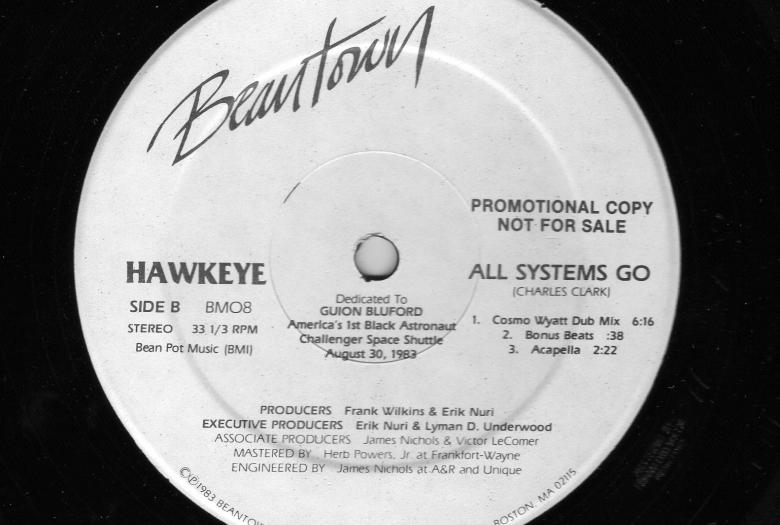 Beantown
PROMOTIONAL COPY
NOT FOR SALE
HAWKEYE
SIDE B BMO8
STEREO 33 1/3 RPM
Bean Pot Music (BMI)
Dedicated To
GUION BLUFORD
America's 1st Black Astronaut
Challenger Space Shuttle
August 30, 1983
ALL SYSTEMS GO
(CHARLES CLARK)
1. Cosmo Wyatt Dub Mix 6:16
2. Bonus Beats :38
3. Acapella 2:22
PRODUCERS Frank Wilkins & Erik Nuri
EXECUTIVE PRODUCERS Erik Nuri & Lyman D. Underwood
ASSOCIATE PRODUCERS James Nichols & Victor LeComer
MASTERED BY Herb Powers, Jr. at Frankfort-Wayne
ENGINEERED BY James Nichols at A&R and Unique
©℗1983 BEANTOW
BOSTON, MA 02115